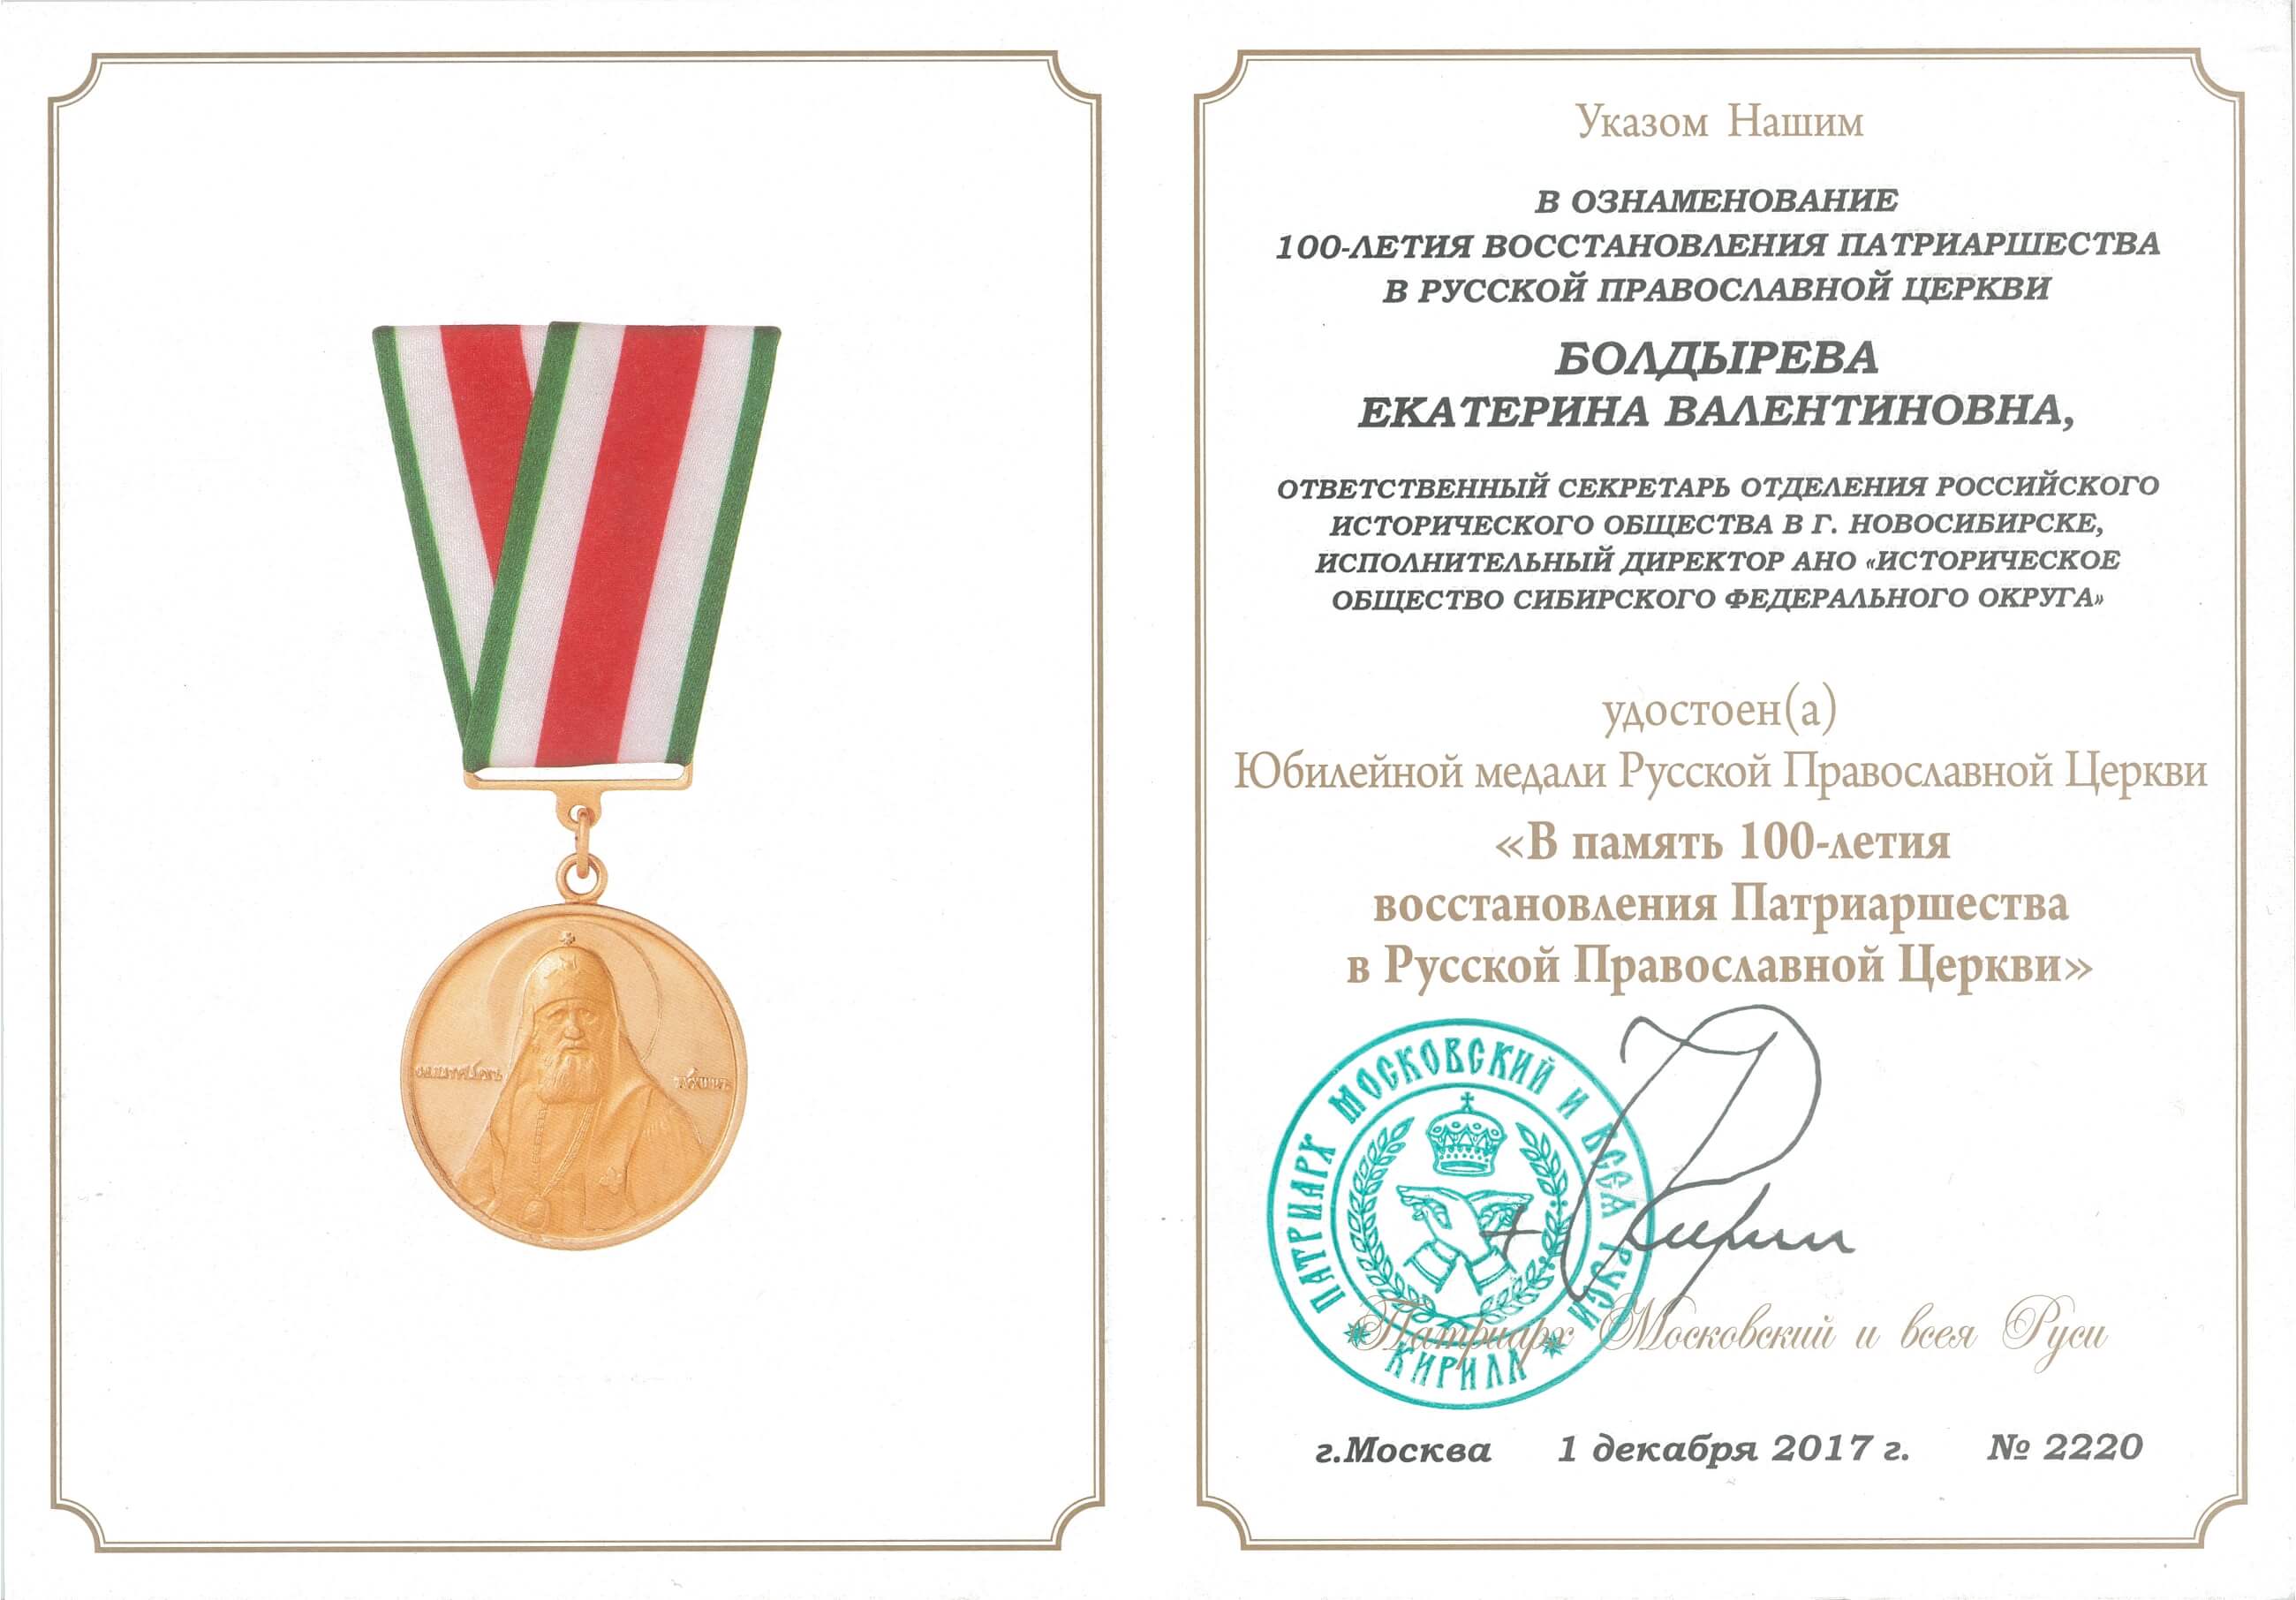 Указом Нашим
В ОЗНАМЕНОВАНИЕ
100-ЛЕТИЯ ВОССТАНОВЛЕНИЯ ПАТРИАРШЕСТВА
В РУССКОЙ ПРАВОСЛАВНОЙ ЦЕРКВИ
БОЛДЫРЕВА
ЕКАТЕРИНА ВАЛЕНТИНОВНА,
ОТВЕТСТВЕННЫЙ СЕКРЕТАРЬ ОТДЕЛЕНИЯ РОССИЙСКОГО
ИСТОРИЧЕСКОГО ОБЩЕСТВА В Г. НОВОСИБИРСКЕ,
ИСПОЛНИТЕЛЬНЫЙ ДИРЕКТОР АНО «ИСТОРИЧЕСКОЕ
ОБЩЕСТВО СИБИРСКОГО ФЕДЕРАЛЬНОГО ОКРУГА»
удостоен(а)
Юбилейной медали Русской Православной Церкви
«В память 100-летия
восстановления Патриаршества
в Русской Православной Церкви»
ПАТРИАРХ МОСКОВСКИЙ И ВСЕЯ РУСИ
КИРИЛЛ
Патриарх Московский и всея Руси
г.Москва 1 декабря 2017 г. № 2220